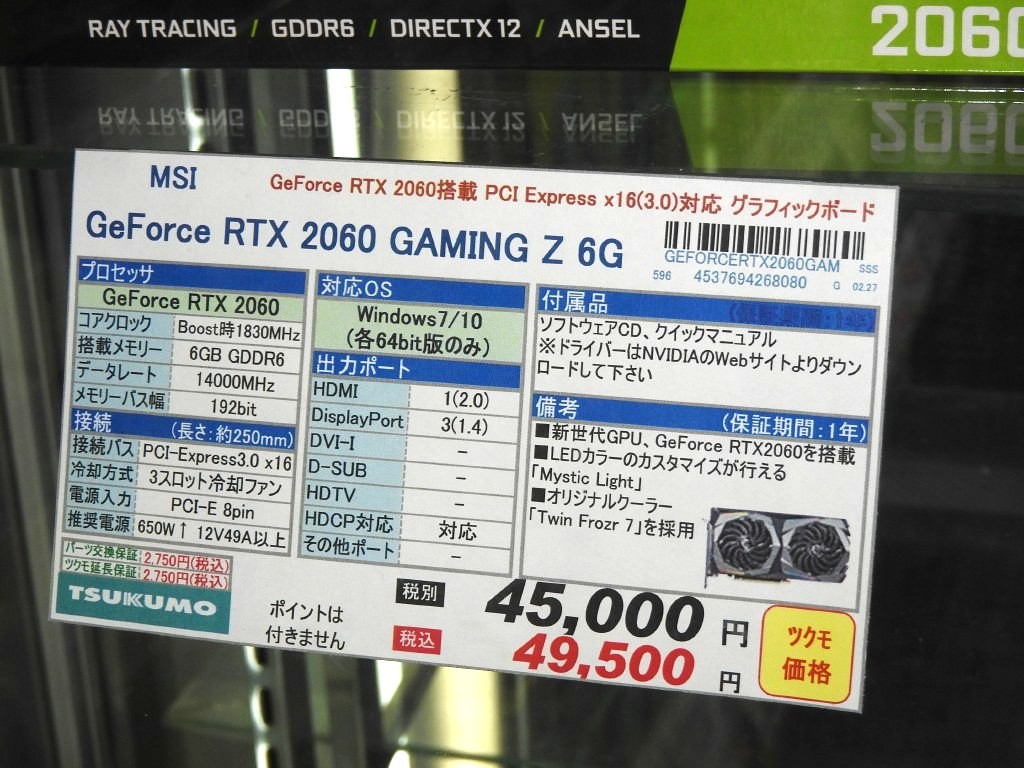 RAY TRACING / GDDR6 / DIRECTX 12 / ANSEL
2060
MSI
GeForce RTX 2060搭載 PCI Express x16(3.0)対応 グラフィックボード
GeForce RTX 2060 GAMING Z 6G
GEFORCERTX2060GAM SSS
596 4537694268080 G 02.27
プロセッサ
GeForce RTX 2060
コアクロック Boost時1830MHz
搭載メモリー 6GB GDDR6
データレート 14000MHz
メモリーバス幅 192bit
接続 (長さ:約250mm)
接続バス PCI-Express3.0 x16
冷却方式 3スロット冷却ファン
電源入力 PCI-E 8pin
推奨電源 650W↑ 12V49A以上
対応OS
Windows7/10
(各64bit版のみ)
出力ポート
HDMI 1(2.0)
DisplayPort 3(1.4)
DVI-I －
D-SUB －
HDTV －
HDCP対応 対応
その他ポート －
付属品
ソフトウェアCD、クイックマニュアル
※ドライバーはNVIDIAのWebサイトよりダウン
ロードして下さい
備考 (保証期間:1年)
■新世代GPU、GeForce RTX2060を搭載
■LEDカラーのカスタマイズが行える
「Mystic Light」
■オリジナルクーラー
「Twin Frozr 7」を採用
パーツ交換保証 2,750円(税込)
ツクモ延長保証 2,750円(税込)
TSUKUMO
ポイントは
付きません
税別 45,000 円
税込 49,500 円
ツクモ
価格